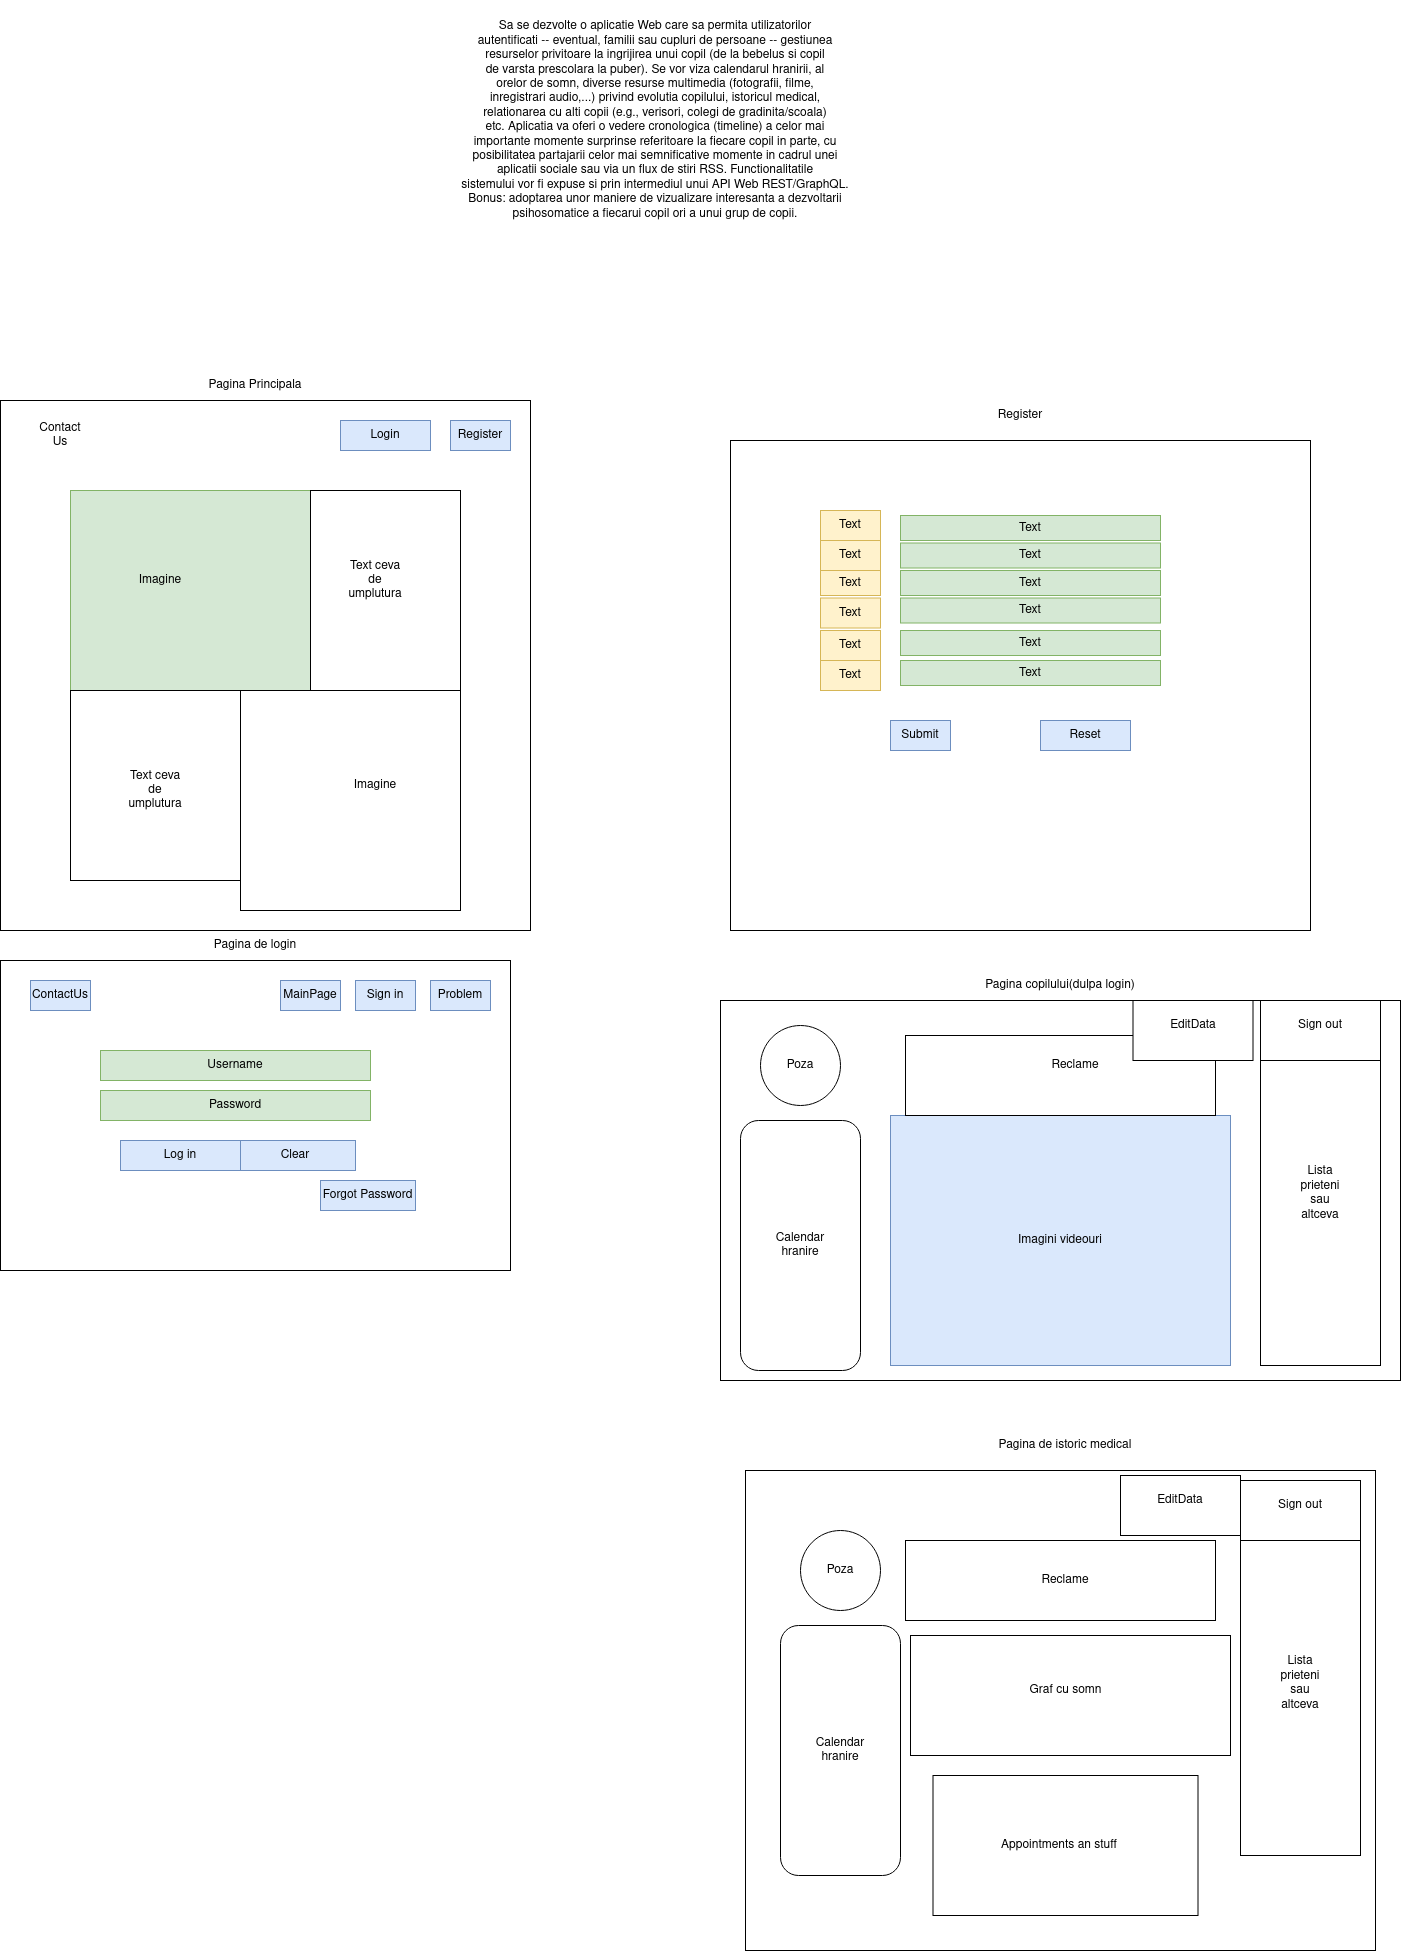 Sa se dezvolte o aplicatie Web care sa permita utilizatorilor
autentificati -- eventual, familii sau cupluri de persoane -- gestiunea
resurselor privitoare la ingrijirea unui copil (de la bebelus si copil
de varsta prescolara la puber). Se vor viza calendarul hranirii, al
orelor de somn, diverse resurse multimedia (fotografii, filme,
inregistrari audio,...) privind evolutia copilului, istoricul medical,
relationarea cu alti copii (e.g., verisori, colegi de gradinita/scoala)
etc. Aplicatia va oferi o vedere cronologica (timeline) a celor mai
importante momente surprinse referitoare la fiecare copil in parte, cu
posibilitatea partajarii celor mai semnificative momente in cadrul unei
aplicatii sociale sau via un flux de stiri RSS. Functionalitatile
sistemului vor fi expuse si prin intermediul unui API Web REST/GraphQL.
Bonus: adoptarea unor maniere de vizualizare interesanta a dezvoltarii
psihosomatice a fiecarui copil ori a unui grup de copii.
Pagina Principala
Contact
Us
Login
Register
Imagine
Text ceva
de
umplutura
Text ceva
de
umplutura
Imagine
Register
Text
Text
Text
Text
Text
Text
Text
Text
Text
Text
Text
Text
Submit
Reset
Pagina de login
ContactUs
MainPage
Sign in
Problem
Username
Password
Log in
Clear
Forgot Password
Pagina copilului(dulpa login)
Poza
Reclame
EditData
Sign out
Calendar
hranire
Imagini videouri
Lista
prieteni
sau
altceva
Pagina de istoric medical
EditData
Sign out
Poza
Reclame
Calendar
hranire
Graf cu somn
Lista
prieteni
sau
altceva
Appointments an stuff